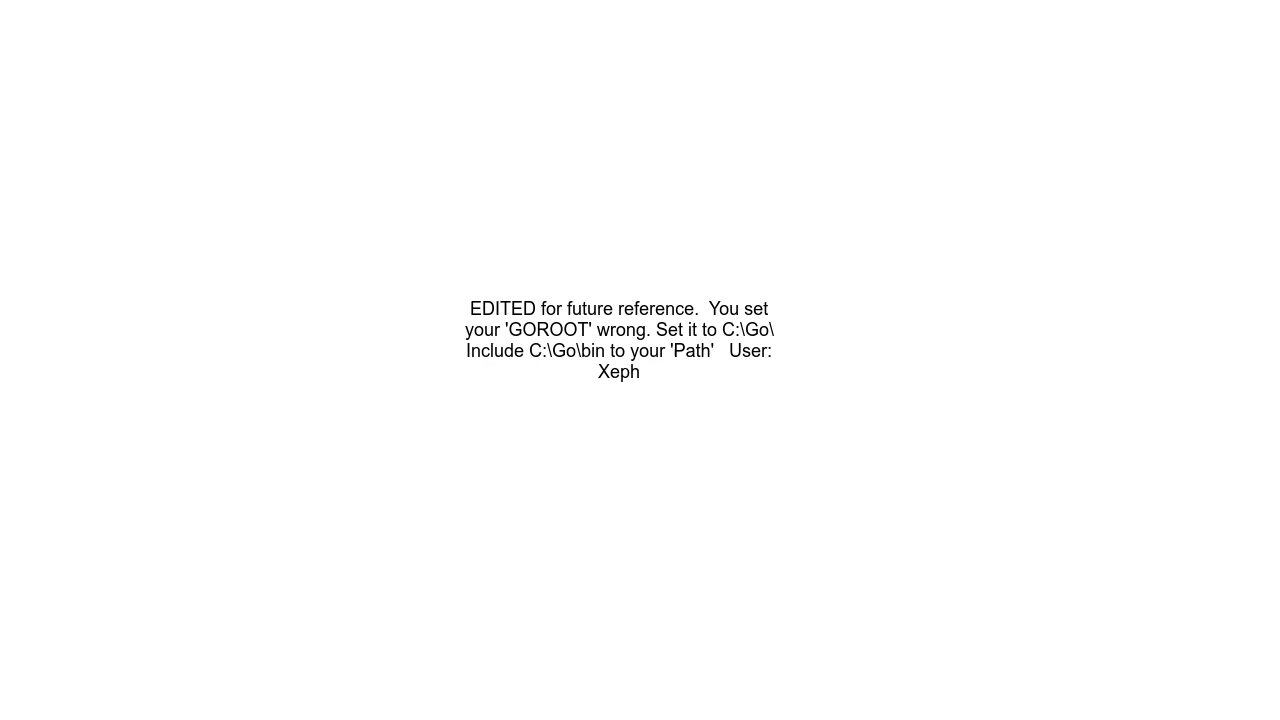 EDITED for future reference.  You set
your 'GOROOT' wrong. Set it to C:\Go\
Include C:\Go\bin to your 'Path'   User:
Xeph